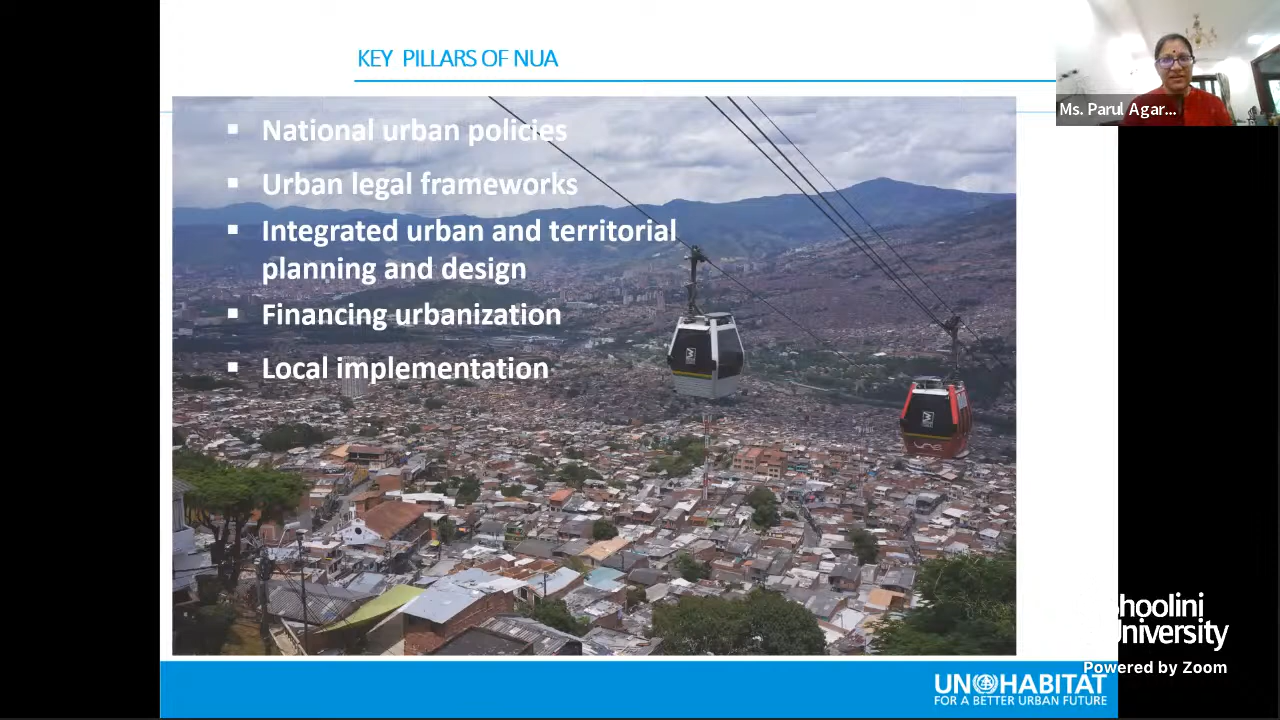 KEY PILLARS OF NUA
Ms. Parul Agar...
National urban policies
Urban legal frameworks
Integrated urban and territorial
planning and design
Financing urbanization
Local implementation
hoolini
University
Powered by Zoom
UN HABITAT
FOR A BETTER URBAN FUTURE